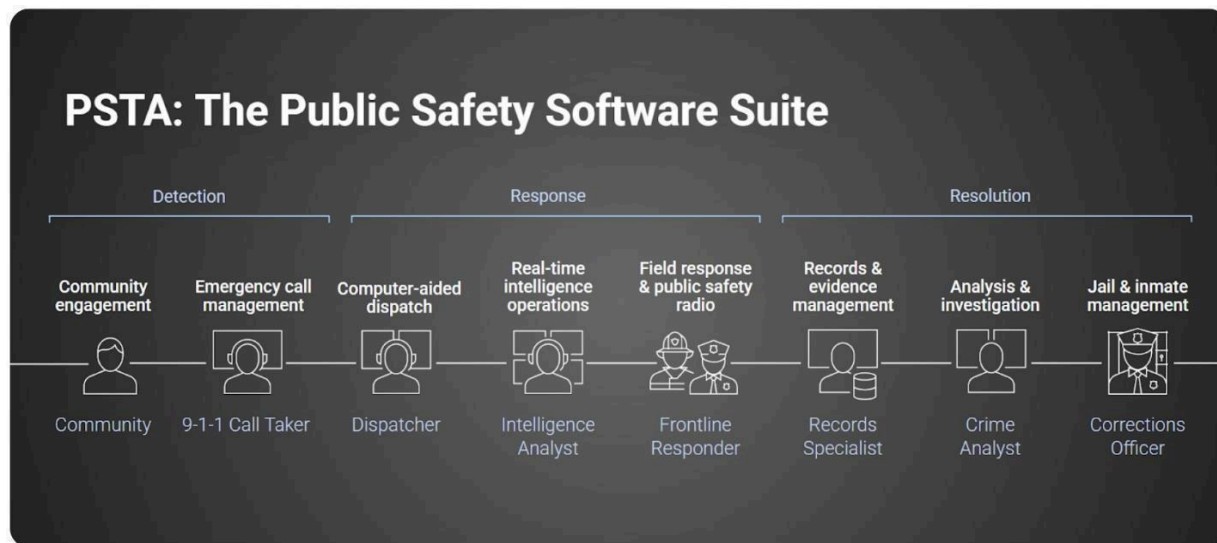 PSTA: The Public Safety Software Suite
Detection
Response
Resolution
Community
engagement
Emergency call
management
Computer-aided
dispatch
Real-time
intelligence
operations
Field response
& public safety
radio
Records &
evidence
management
Analysis &
investigation
Jail & inmate
management
Community
9-1-1 Call Taker
Dispatcher
Intelligence
Analyst
Frontline
Responder
Records
Specialist
Crime
Analyst
Corrections
Officer